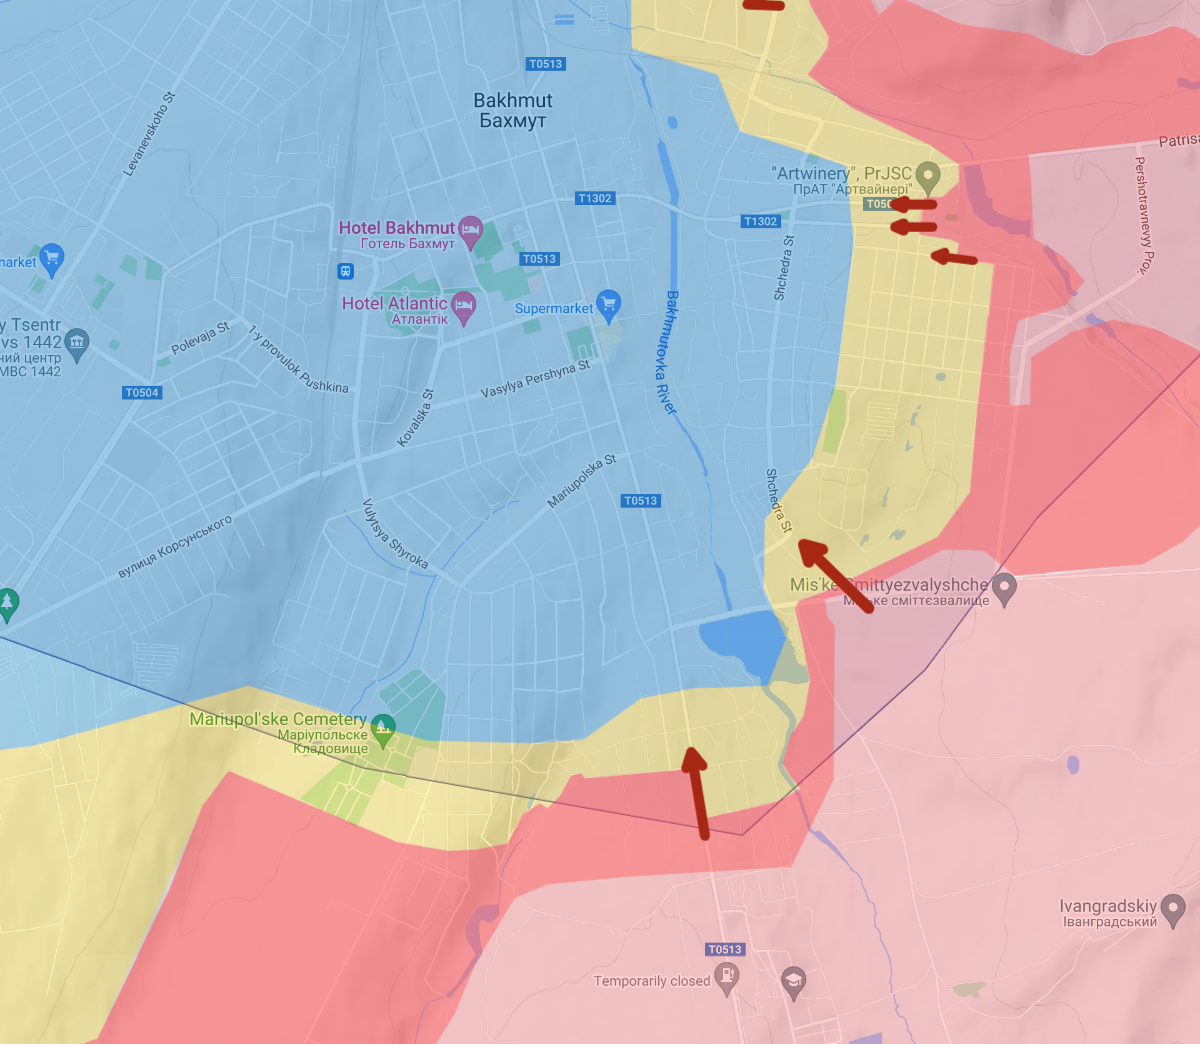 T0513
Bakhmut
Бахмут
Levanevskoho St
Patrisa
"Artwinery", PrJSC
ПрАТ "Артвайнері"
T1302
T050
T1302
Pershotravnevyy Prov.
Hotel Bakhmut
Готель Бахмут
T0513
Shchedra St
market
Hotel Atlantic
Атлантік
Supermarket
Bakhmutovka River
y Tsentr
vs 1442
ний центр
МВС 1442
Polevaja St
1-y provulok Pushkina
T0504
Vasylya Pershyna St
Kovalska St
Mariupolska St
T0513
Shchedra St
Vulytsya Shyroka
вулиця Корсунського
Mis'ke Smittyezvalyshche
Міське сміттєзвалище
Mariupol'ske Cemetery
Маріупольске
Кладовище
Ivangradskiy
Іванградський
T0513
Temporarily closed